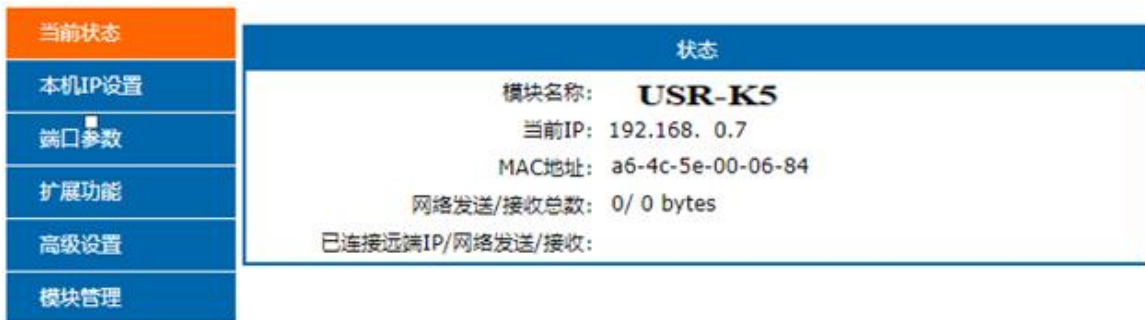 当前状态
本机IP设置
端口参数
扩展功能
高级设置
模块管理
状态
模块名称: USR-K5
当前IP: 192.168. 0.7
MAC地址: a6-4c-5e-00-06-84
网络发送/接收总数: 0/ 0 bytes
已连接远端IP/网络发送/接收: